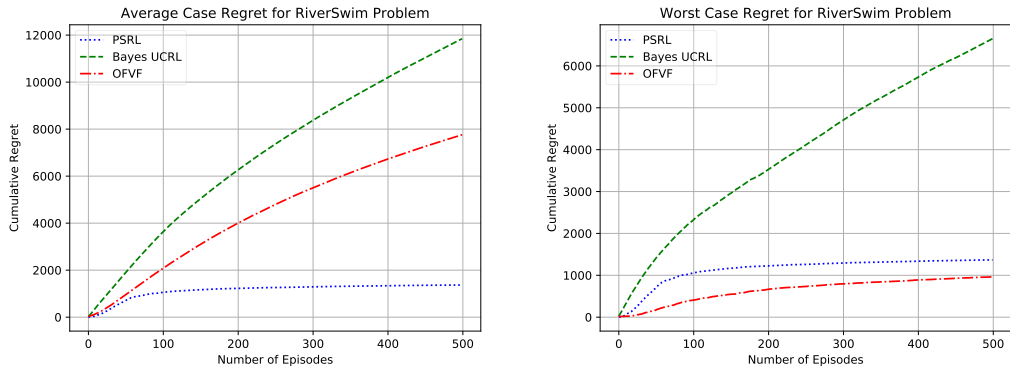 Average Case Regret for RiverSwim Problem
PSRL
Bayes UCRL
OFVF
12000
10000
8000
6000
4000
2000
0
Cumulative Regret
0 100 200 300 400 500
Number of Episodes
Worst Case Regret for RiverSwim Problem
PSRL
Bayes UCRL
OFVF
6000
5000
4000
3000
2000
1000
0
Cumulative Regret
0 100 200 300 400 500
Number of Episodes